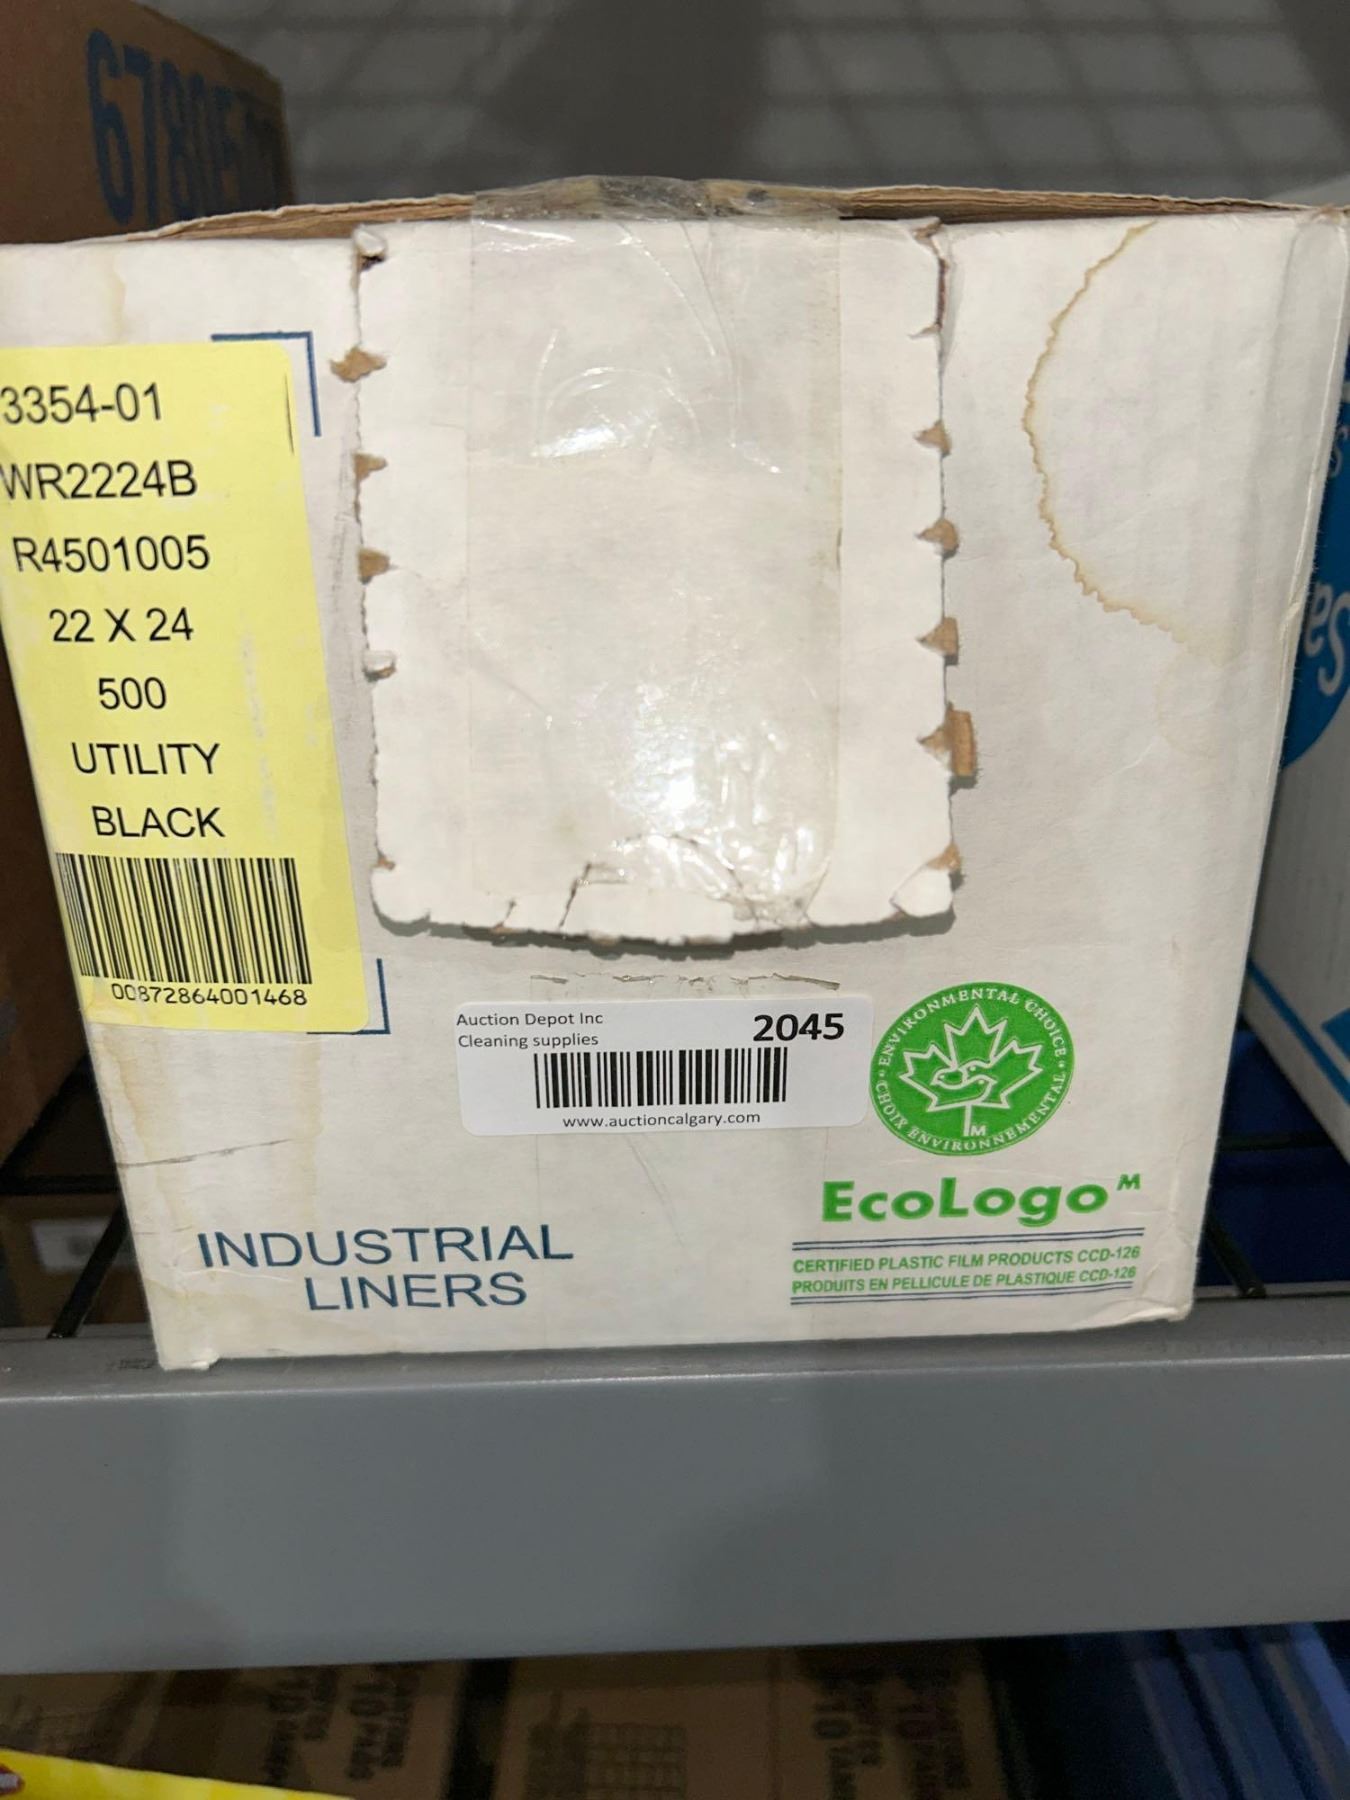 3354-01
WR2224B
R4501005
22 X 24
500
UTILITY
BLACK
00872864001468
Auction Depot Inc
2045
Cleaning supplies
www.auctioncalgary.com
ENVIRONMENTAL CHOICE
CHOIX ENVIRONNEMENTAL
M
EcoLogo M
CERTIFIED PLASTIC FILM PRODUCTS CCD-126
PRODUITS EN PELLICULE DE PLASTIQUE CCD-126
INDUSTRIAL
LINERS